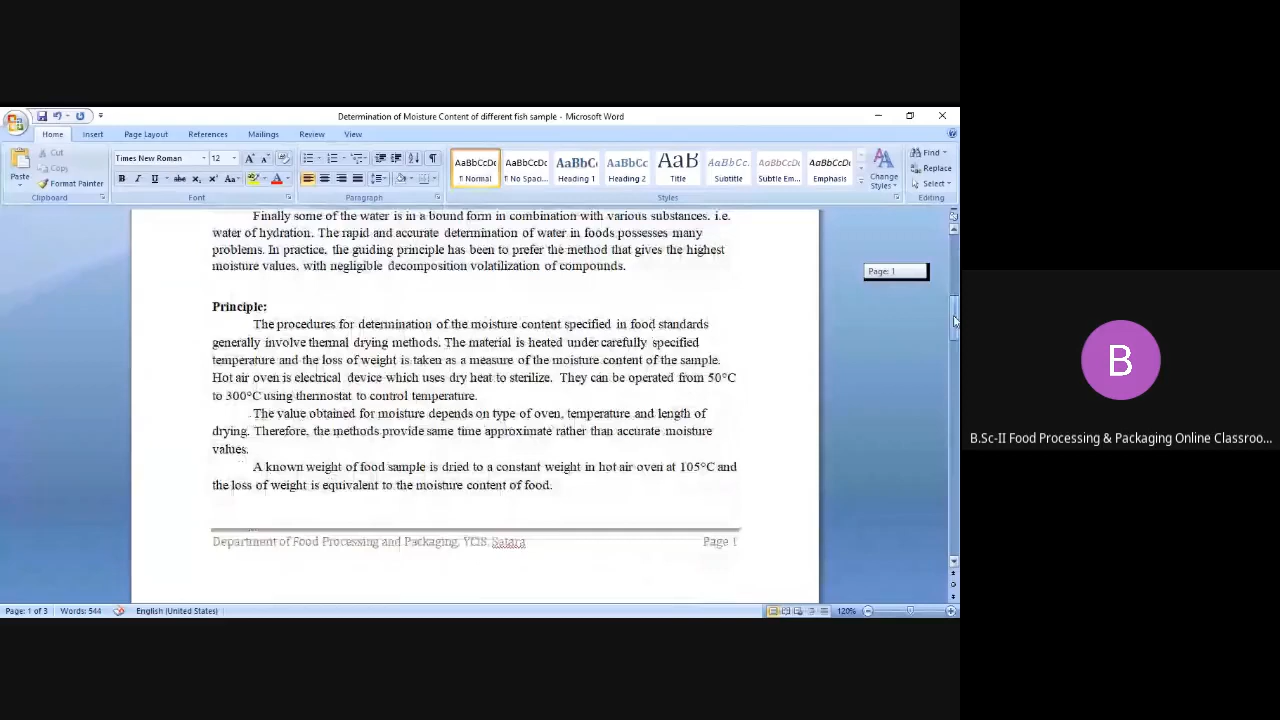 Determination of Moisture Content of different fish sample - Microsoft Word
Home Insert Page Layout References Mailings Review View
Paste
Cut
Copy
Format Painter
Clipboard
Times New Roman 12
Font
Paragraph
AaBbCcDc AaBbCcDc AaBbC AaBbCc AaB AaBbCc. AaBbCcDc AaBbCcDc
¶ Normal ¶ No Spaci... Heading 1 Heading 2 Title Subtitle Subtle Em... Emphasis
Change Styles
Styles
Find
Replace
Select
Editing
Finally some of the water is in a bound form in combination with various substances. i.e.
water of hydration. The rapid and accurate determination of water in foods possesses many
problems. In practice, the guiding principle has been to prefer the method that gives the highest
moisture values, with negligible decomposition volatilization of compounds.
Principle:
The procedures for determination of the moisture content specified in food standards
generally involve thermal drying methods. The material is heated under carefully specified
temperature and the loss of weight is taken as a measure of the moisture content of the sample.
Hot air oven is electrical device which uses dry heat to sterilize. They can be operated from 50°C
to 300°C using thermostat to control temperature.
The value obtained for moisture depends on type of oven, temperature and length of
drying. Therefore, the methods provide same time approximate rather than accurate moisture
values.
A known weight of food sample is dried to a constant weight in hot air oven at 105°C and
the loss of weight is equivalent to the moisture content of food.
Department of Food Processing and Packaging, YCIS, Satara Page 1
Page: 1
Page: 1 of 3 Words: 544 English (United States) 120%
B
B.Sc-II Food Processing & Packaging Online Classroo...